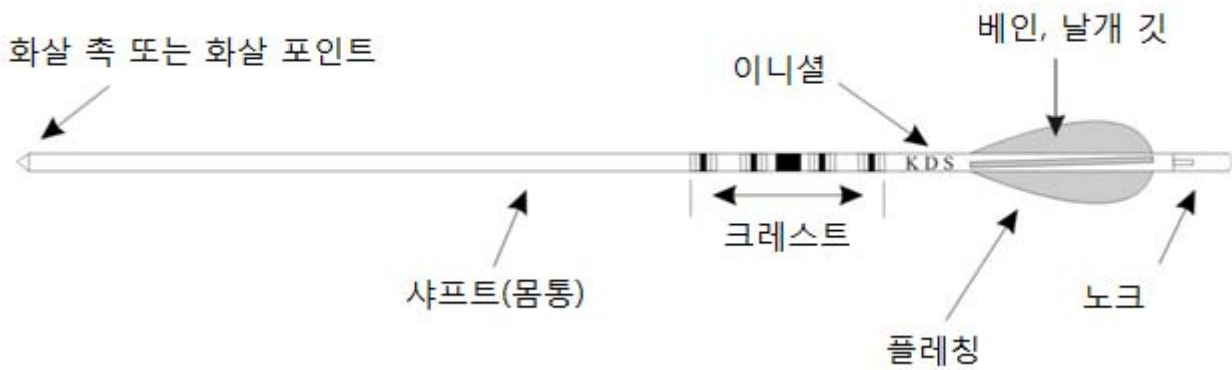 베인, 날개 깃
화살 촉 또는 화살 포인트
이니셜
KDS
크레스트
샤프트(몸통)
노크
플레칭